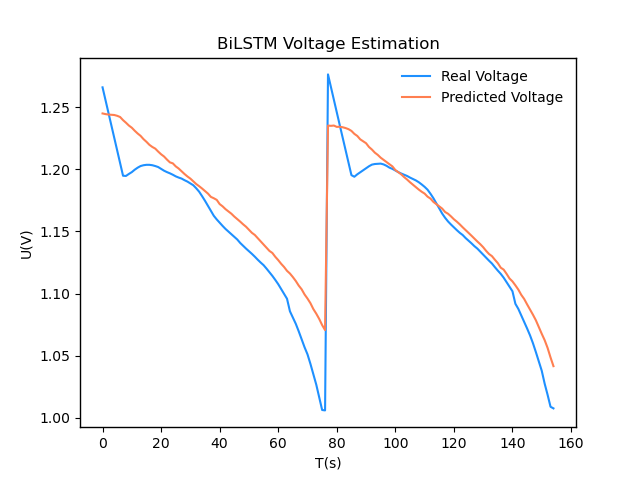 BiLSTM Voltage Estimation
Real Voltage
Predicted Voltage
1.25
1.20
1.15
1.10
1.05
1.00
U(V)
0 20 40 60 80 100 120 140 160
T(s)